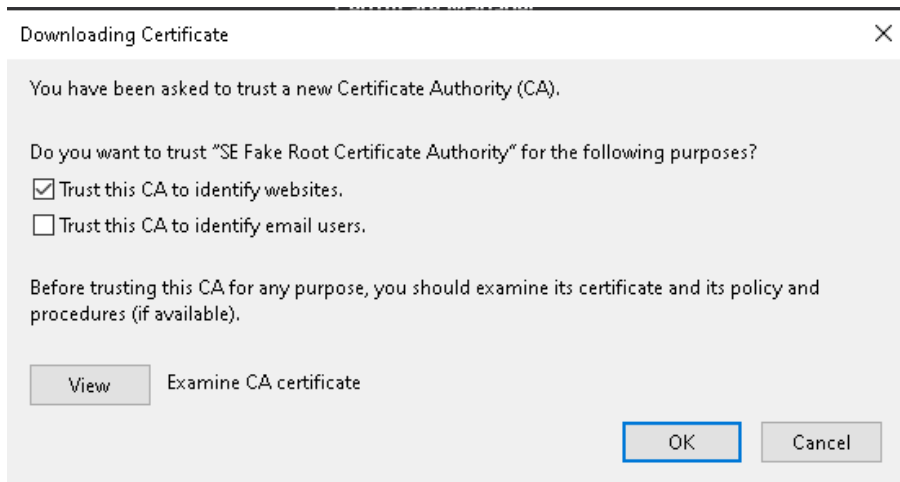 Downloading Certificate
You have been asked to trust a new Certificate Authority (CA).
Do you want to trust “SE Fake Root Certificate Authority” for the following purposes?
Trust this CA to identify websites.
Trust this CA to identify email users.
Before trusting this CA for any purpose, you should examine its certificate and its policy and
procedures (if available).
View Examine CA certificate
OK Cancel